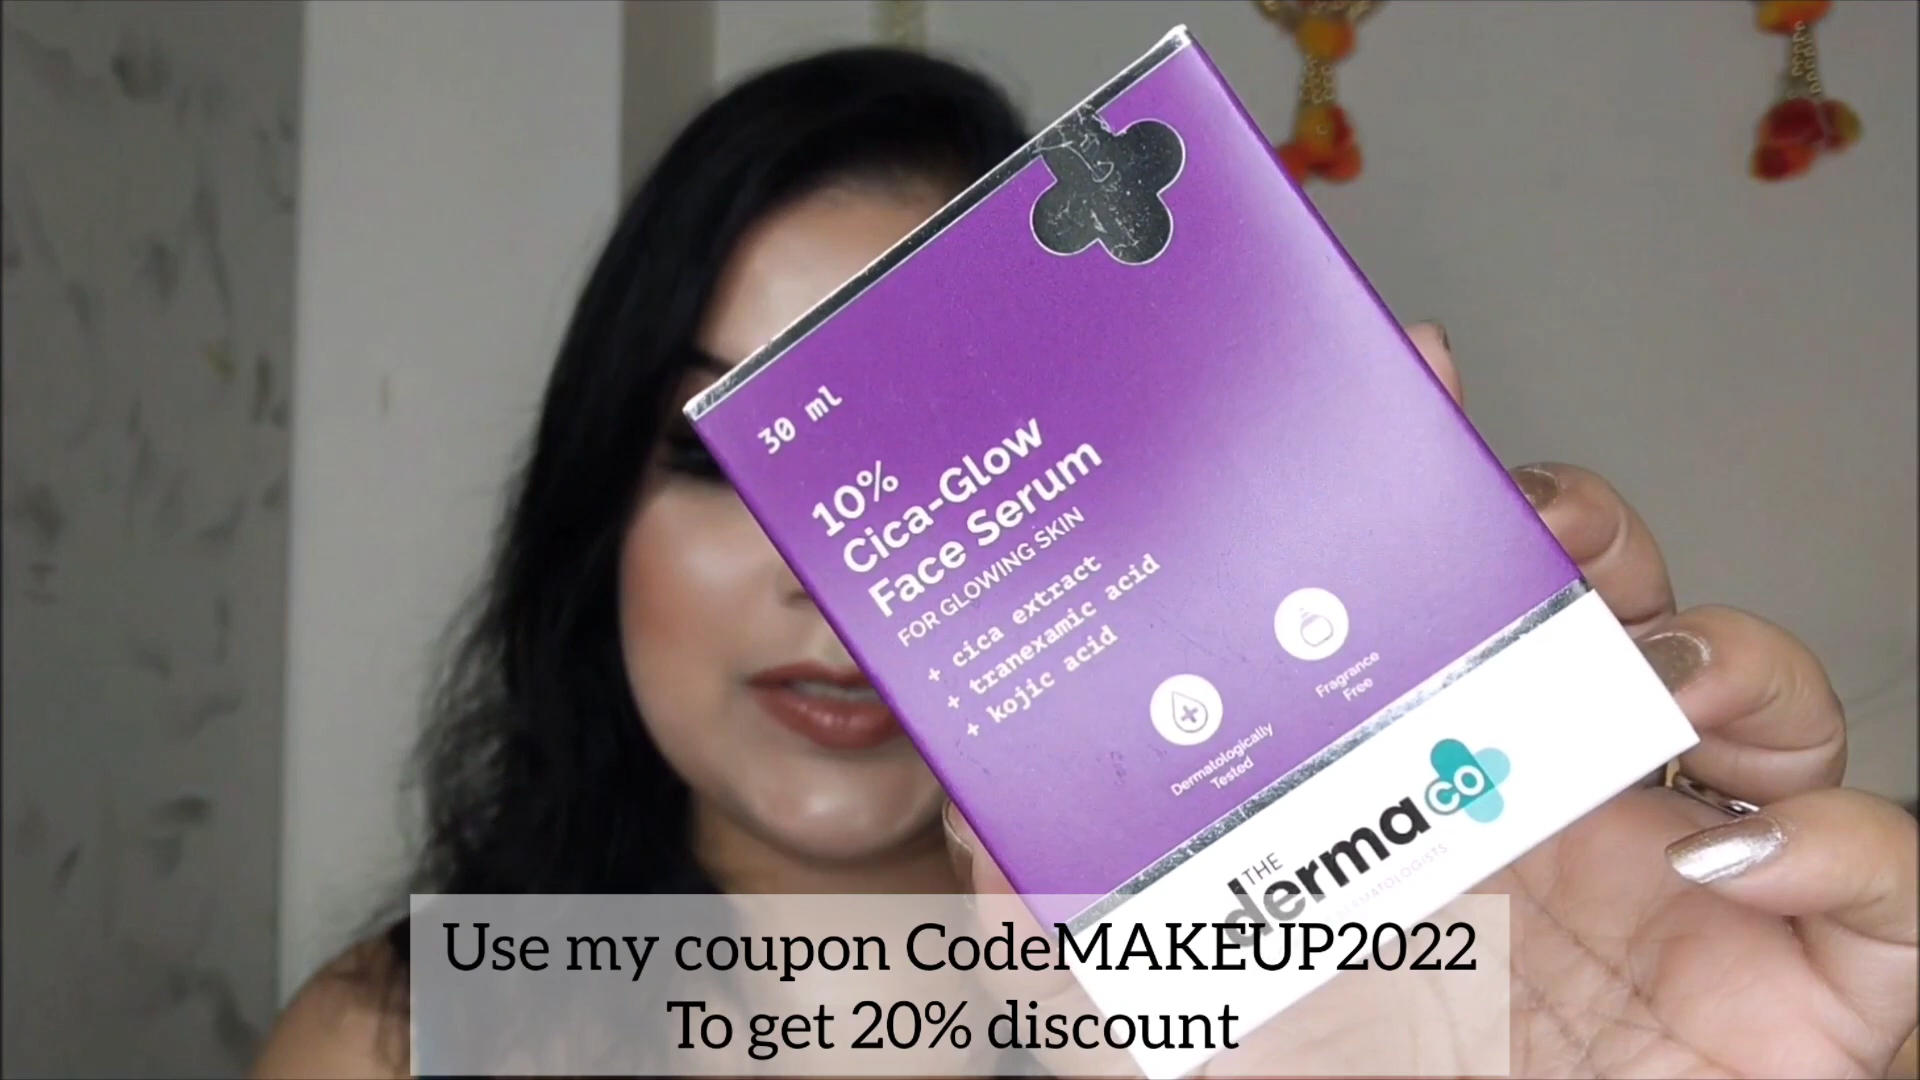 30 ml
10%
Cica-Glow
Face Serum
FOR GLOWING SKIN
+ cica extract
+ tranexamic acid
+ kojic acid
Dermatologically
Tested
Fragrance
Free
THE
derma co
DERMATOLOGISTS
Use my coupon CodeMAKEUP2022
To get 20% discount